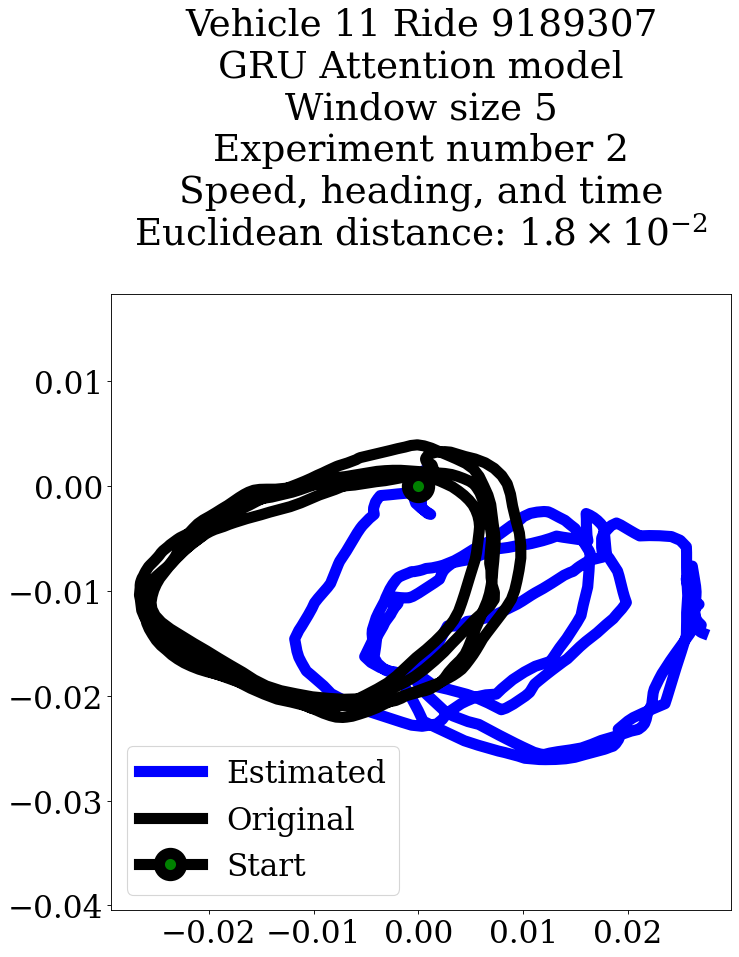 Vehicle 11 Ride 9189307
GRU Attention model
Window size 5
Experiment number 2
Speed, heading, and time
Euclidean distance: 1.8 × 10⁻²
0.01
0.00
−0.01
−0.02
−0.03
−0.04
Estimated
Original
Start
−0.02 −0.01 0.00 0.01 0.02